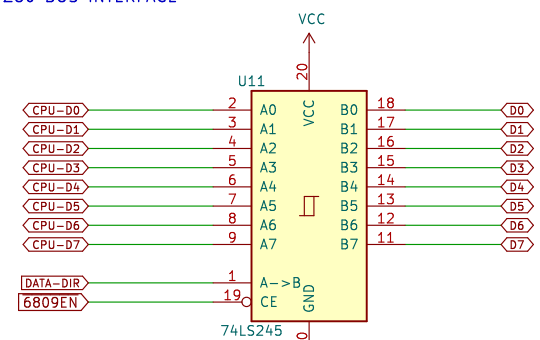 Z80 BUS INTERFACE
VCC
20
U11
CPU-D0 2 A0 VCC B0 18 D0
CPU-D1 3 A1 B1 17 D1
CPU-D2 4 A2 B2 16 D2
CPU-D3 5 A3 B3 15 D3
CPU-D4 6 A4 B4 14 D4
CPU-D5 7 A5 B5 13 D5
CPU-D6 8 A6 B6 12 D6
CPU-D7 9 A7 B7 11 D7
DATA-DIR 1 A->B
6809EN 19 CE GND
74LS245